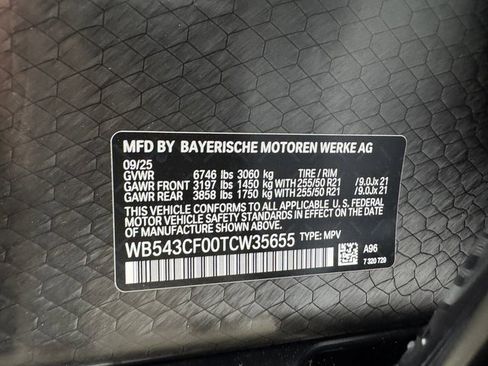 MFD BY BAYERISCHE MOTOREN WERKE AG
09/25
GVWR 6746 lbs 3060 kg TIRE / RIM
GAWR FRONT 3197 lbs 1450 kg WITH 255/50 R21 /9.0Jx 21
GAWR REAR 3858 lbs 1750 kg WITH 255/50 R21 /9.0Jx 21
THIS VEHICLE CONFORMS TO ALL APPLICABLE U.S. FEDERAL
MOTOR VEHICLE SAFETY STANDARDS IN EFFECT ON THE DATE
OF MANUFACTURE SHOWN ABOVE.
WB543CF00TCW35655 TYPE: MPV
A96
7 320 729